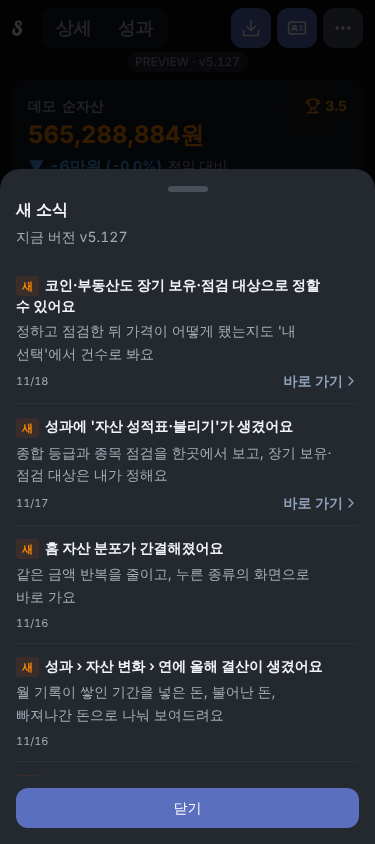 상세 성과
PREVIEW · v5.127
데모 순자산
3.5
565,288,884원
▼ -6만원 (-0.0%) 전일 대비
새 소식
지금 버전 v5.127
새 코인·부동산도 장기 보유·점검 대상으로 정할
수 있어요
정하고 점검한 뒤 가격이 어떻게 됐는지도 '내
선택'에서 건수로 봐요
11/18
바로 가기 >
새 성과에 '자산 성적표·불리기'가 생겼어요
종합 등급과 종목 점검을 한곳에서 보고, 장기 보유·
점검 대상은 내가 정해요
11/17
바로 가기 >
새 홈 자산 분포가 간결해졌어요
같은 금액 반복을 줄이고, 누른 종류의 화면으로
바로 가요
11/16
새 성과 › 자산 변화 › 연에 올해 결산이 생겼어요
월 기록이 쌓인 기간을 넣은 돈, 불어난 돈,
빠져나간 돈으로 나눠 보여드려요
11/16
닫기